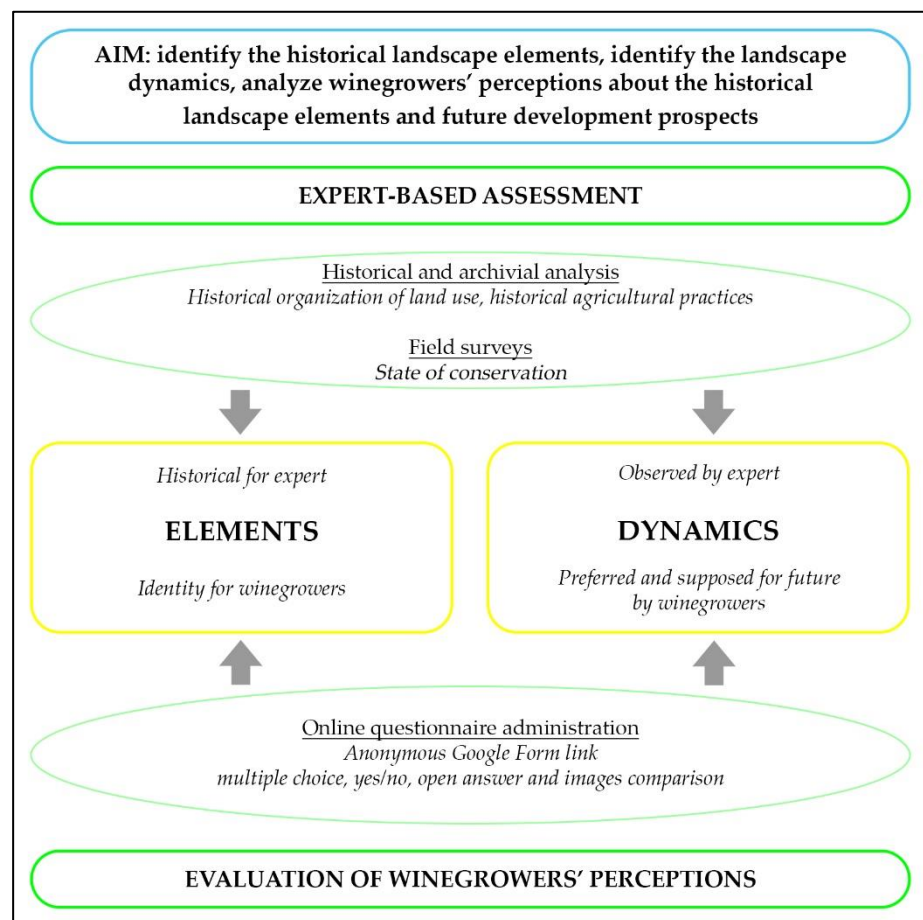 AIM: identify the historical landscape elements, identify the landscape
dynamics, analyze winegrowers’ perceptions about the historical
landscape elements and future development prospects
EXPERT-BASED ASSESSMENT
Historical and archivial analysis
Historical organization of land use, historical agricultural practices
Field surveys
State of conservation
Historical for expert
ELEMENTS
Identity for winegrowers
Observed by expert
DYNAMICS
Preferred and supposed for future
by winegrowers
Online questionnaire administration
Anonymous Google Form link
multiple choice, yes/no, open answer and images comparison
EVALUATION OF WINEGROWERS’ PERCEPTIONS